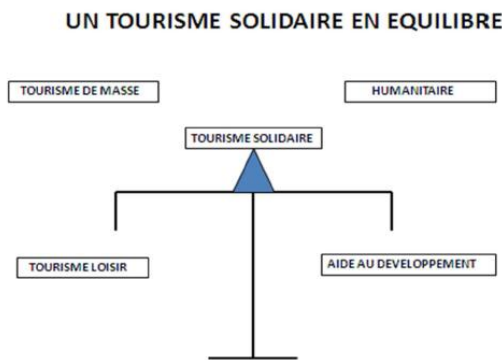 UN TOURISME SOLIDAIRE EN EQUILIBRE
TOURISME DE MASSE
HUMANITAIRE
TOURISME SOLIDAIRE
TOURISME LOISIR
AIDE AU DEVELOPPEMENT